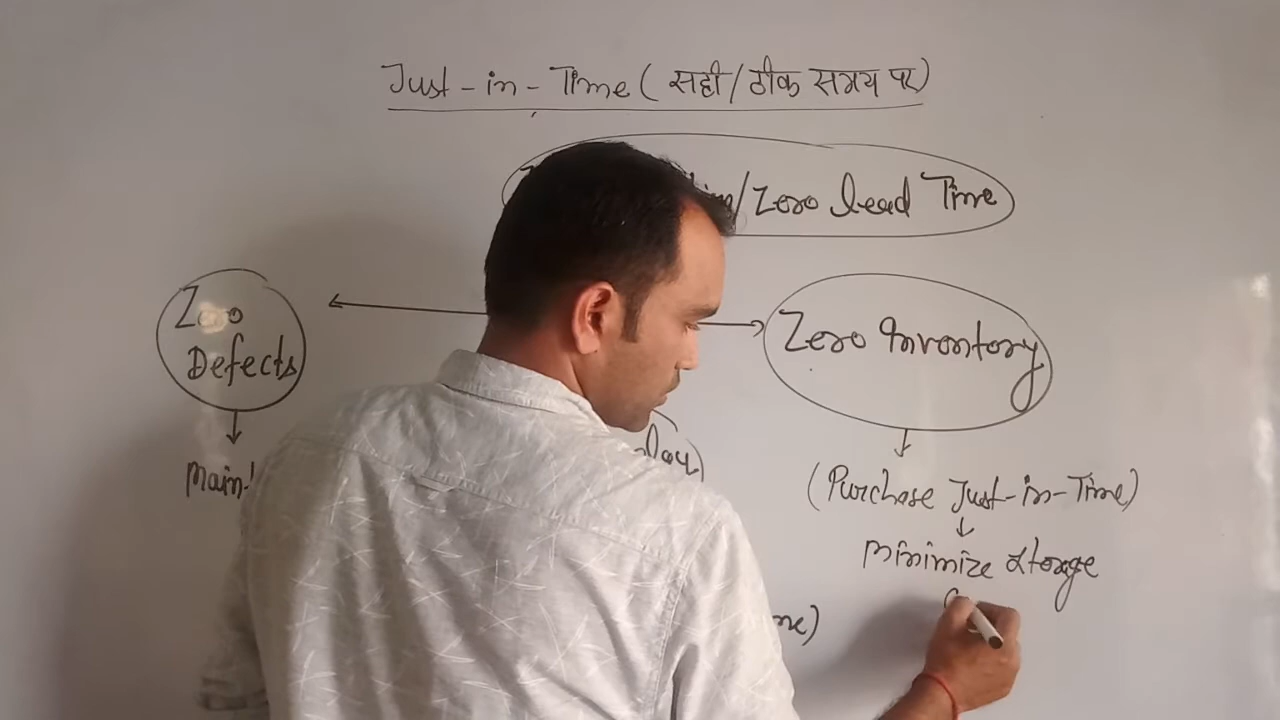 Just-in-Time (सही/ठीक समय पर)
/Zero lead Time
Zero
Defects
Zero Inventory
(Purchase Just-in-Time)
Minimize storage